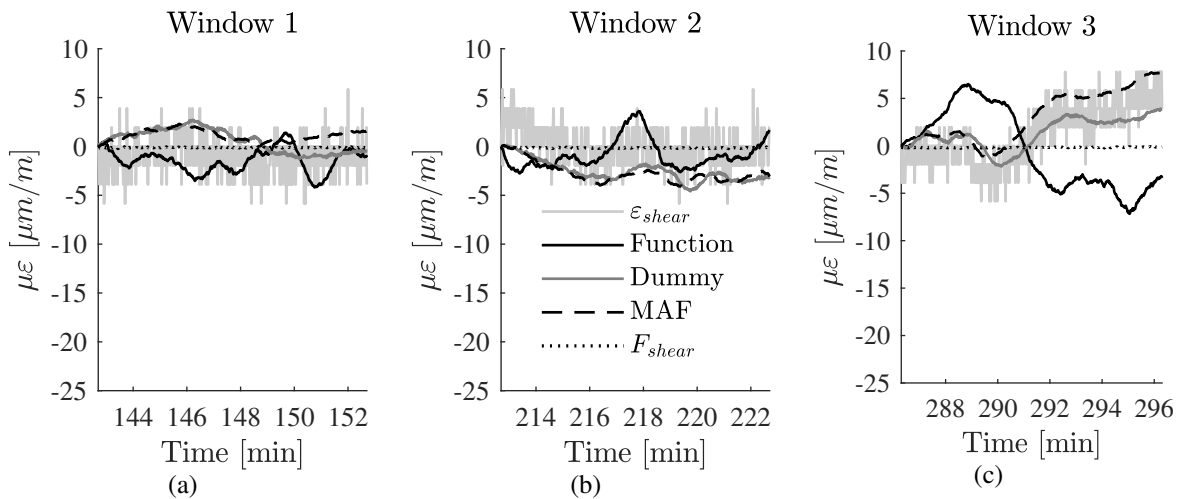 Window 1
10
5
0
-5
-10
-15
-20
-25
με [μm/m]
144 146 148 150 152
Time [min]
(a)
Window 2
10
5
0
-5
-10
-15
-20
-25
με [μm/m]
ε_shear
Function
Dummy
MAF
F_shear
214 216 218 220 222
Time [min]
(b)
Window 3
10
5
0
-5
-10
-15
-20
-25
με [μm/m]
288 290 292 294 296
Time [min]
(c)